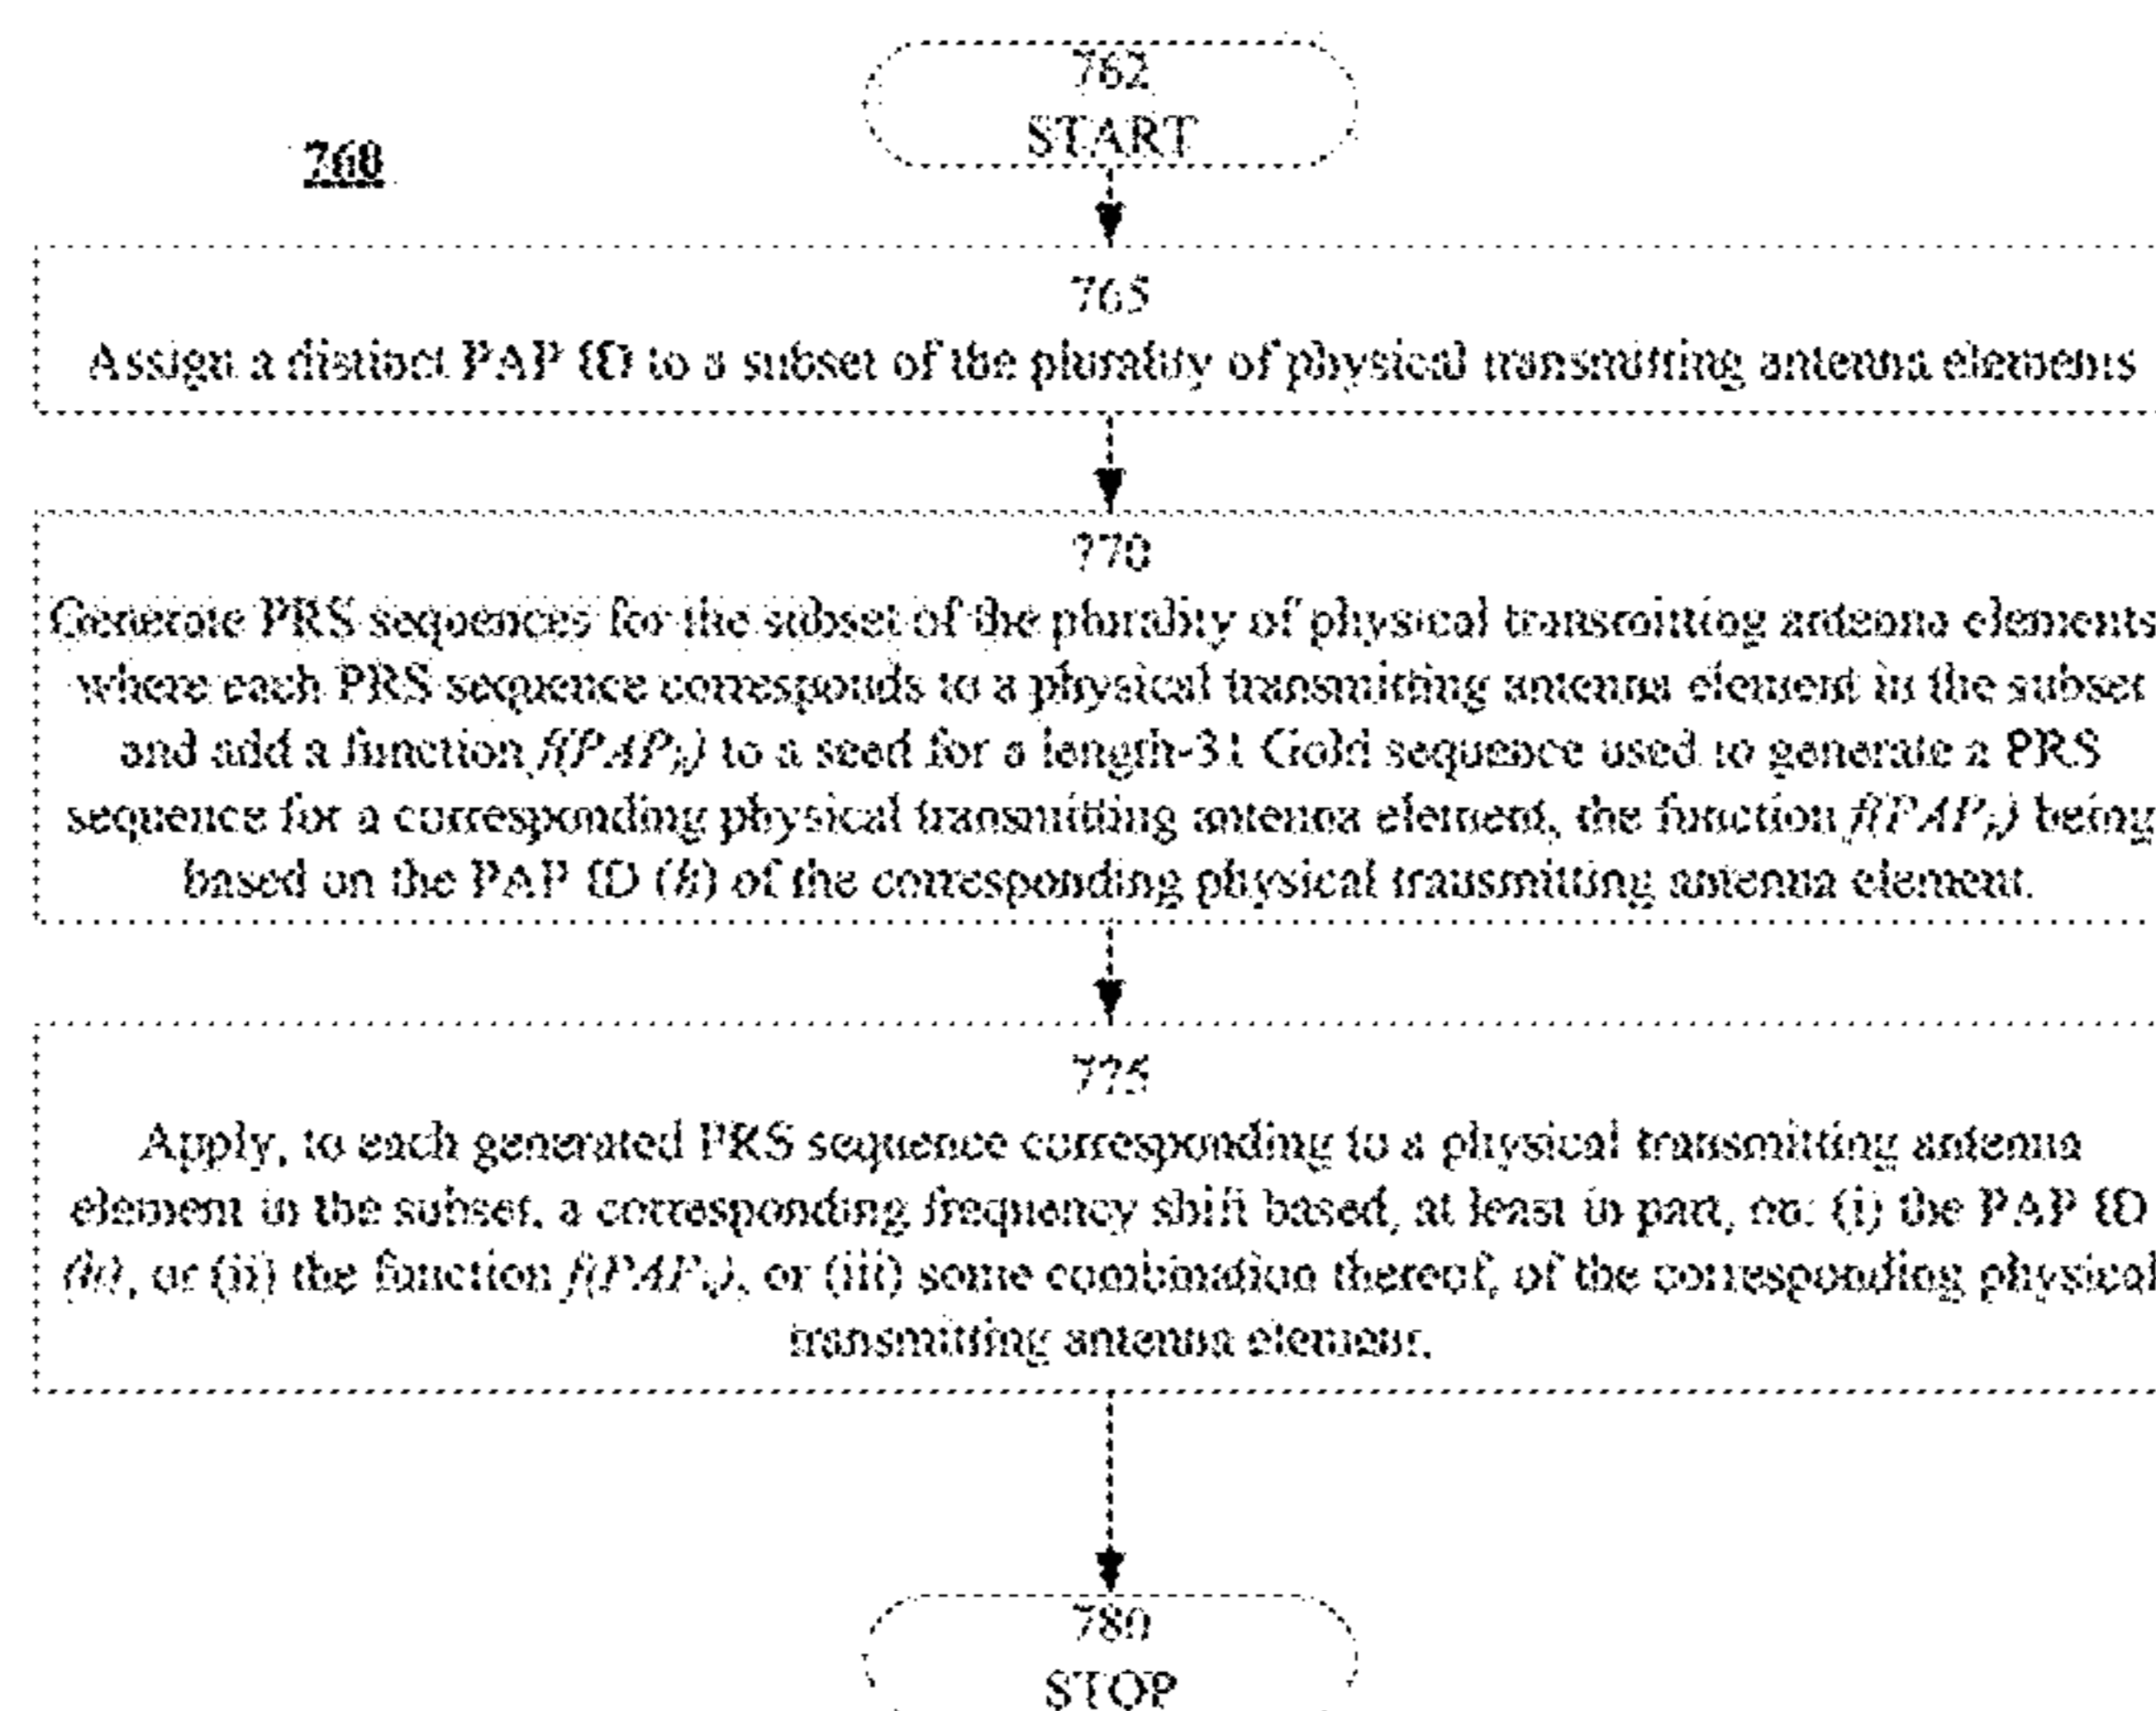 762
START
760
765
Assign a distinct PAP ID to a subset of the plurality of physical transmitting antenna elements
770
Generate PRS sequences for the subset of the plurality of physical transmitting antenna elements
where each PRS sequence corresponds to a physical transmitting antenna element in the subset
and add a function f(PAPₖ) to a seed for a length-31 Gold sequence used to generate a PRS
sequence for a corresponding physical transmitting antenna element, the function f(PAPₖ) being
based on the PAP ID (k) of the corresponding physical transmitting antenna element.
775
Apply, to each generated PRS sequence corresponding to a physical transmitting antenna
element in the subset, a corresponding frequency shift based, at least in part, on: (i) the PAP ID
(k), or (ii) the function f(PAPₖ), or (iii) some combination thereof, of the corresponding physical
transmitting antenna element.
780
STOP